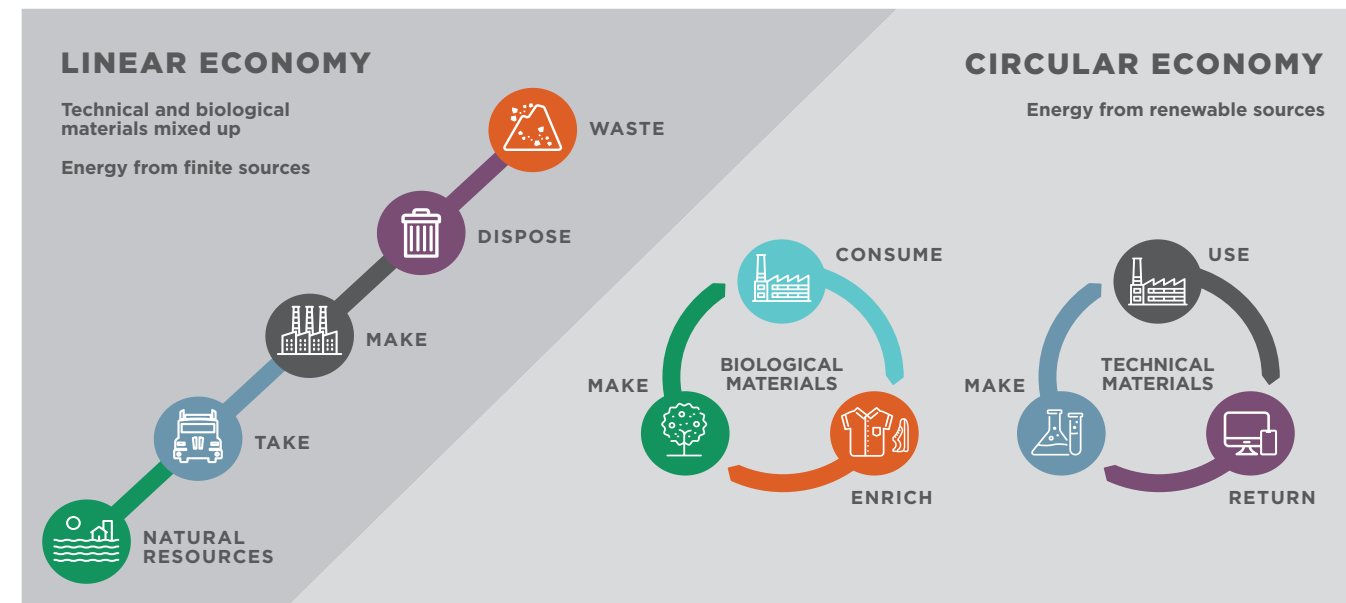 LINEAR ECONOMY
Technical and biological
materials mixed up
Energy from finite sources
WASTE
DISPOSE
MAKE
TAKE
NATURAL
RESOURCES
CIRCULAR ECONOMY
Energy from renewable sources
CONSUME
BIOLOGICAL
MATERIALS
MAKE
ENRICH
USE
TECHNICAL
MATERIALS
MAKE
RETURN